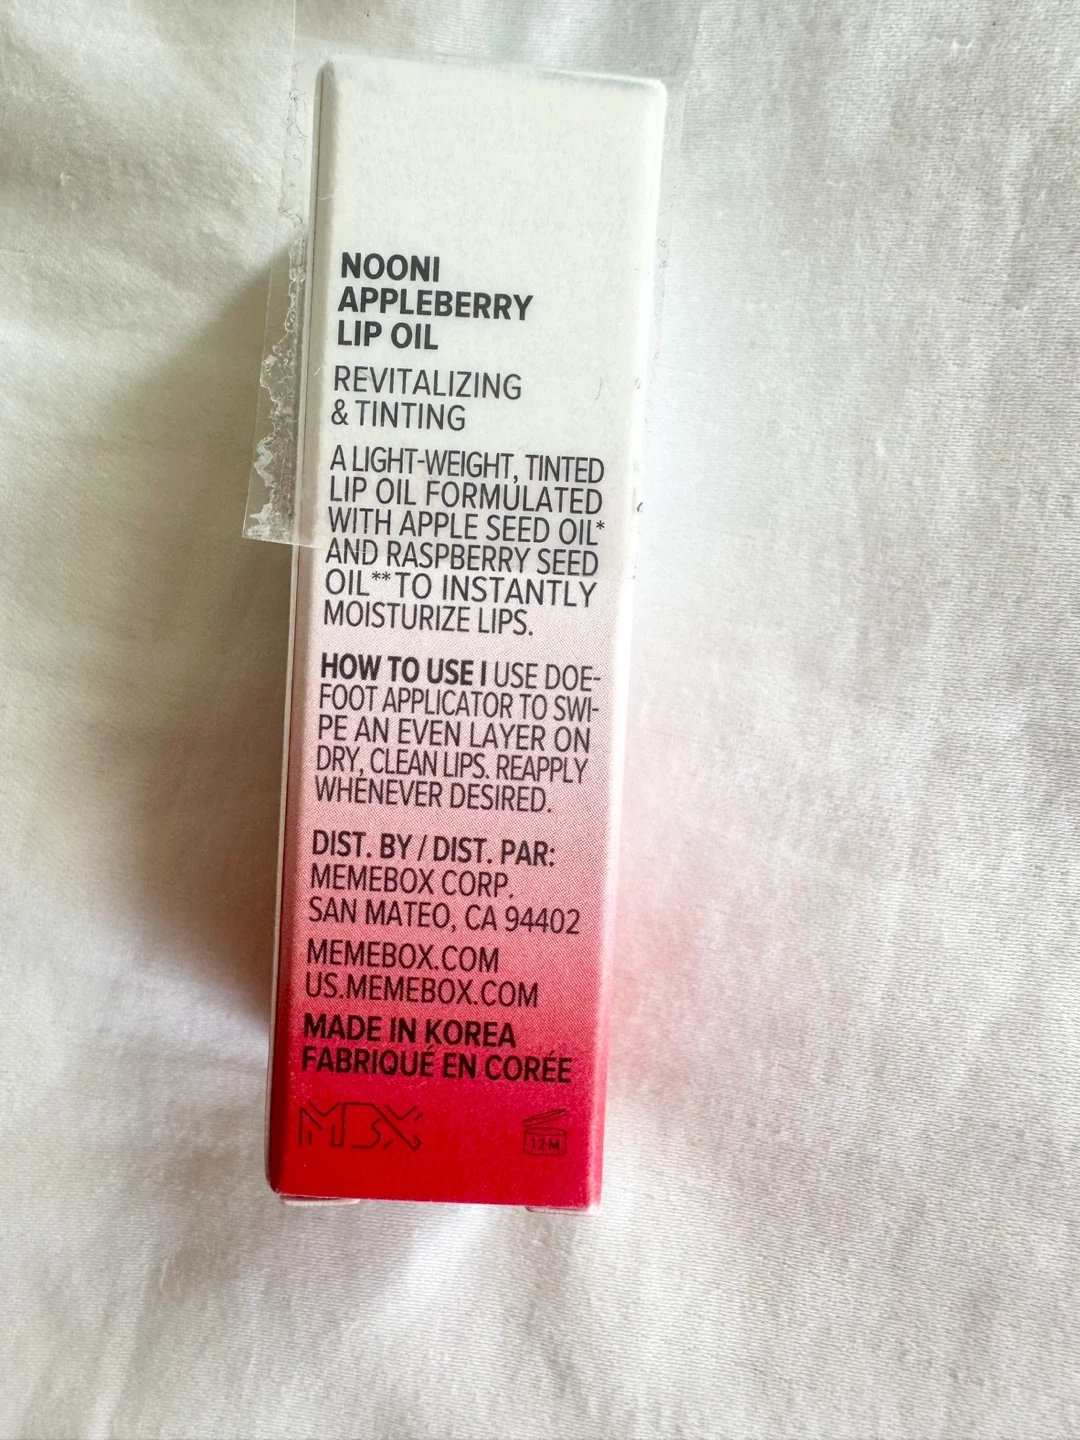 NOONI
APPLEBERRY
LIP OIL
REVITALIZING
& TINTING
A LIGHT-WEIGHT, TINTED
LIP OIL FORMULATED
WITH APPLE SEED OIL*
AND RASPBERRY SEED
OIL** TO INSTANTLY
MOISTURIZE LIPS.
HOW TO USE | USE DOE-
FOOT APPLICATOR TO SWI-
PE AN EVEN LAYER ON
DRY, CLEAN LIPS. REAPPLY
WHENEVER DESIRED.
DIST. BY / DIST. PAR:
MEMEBOX CORP.
SAN MATEO, CA 94402
MEMEBOX.COM
US.MEMEBOX.COM
MADE IN KOREA
FABRIQUÉ EN CORÉE
MBX
12 M